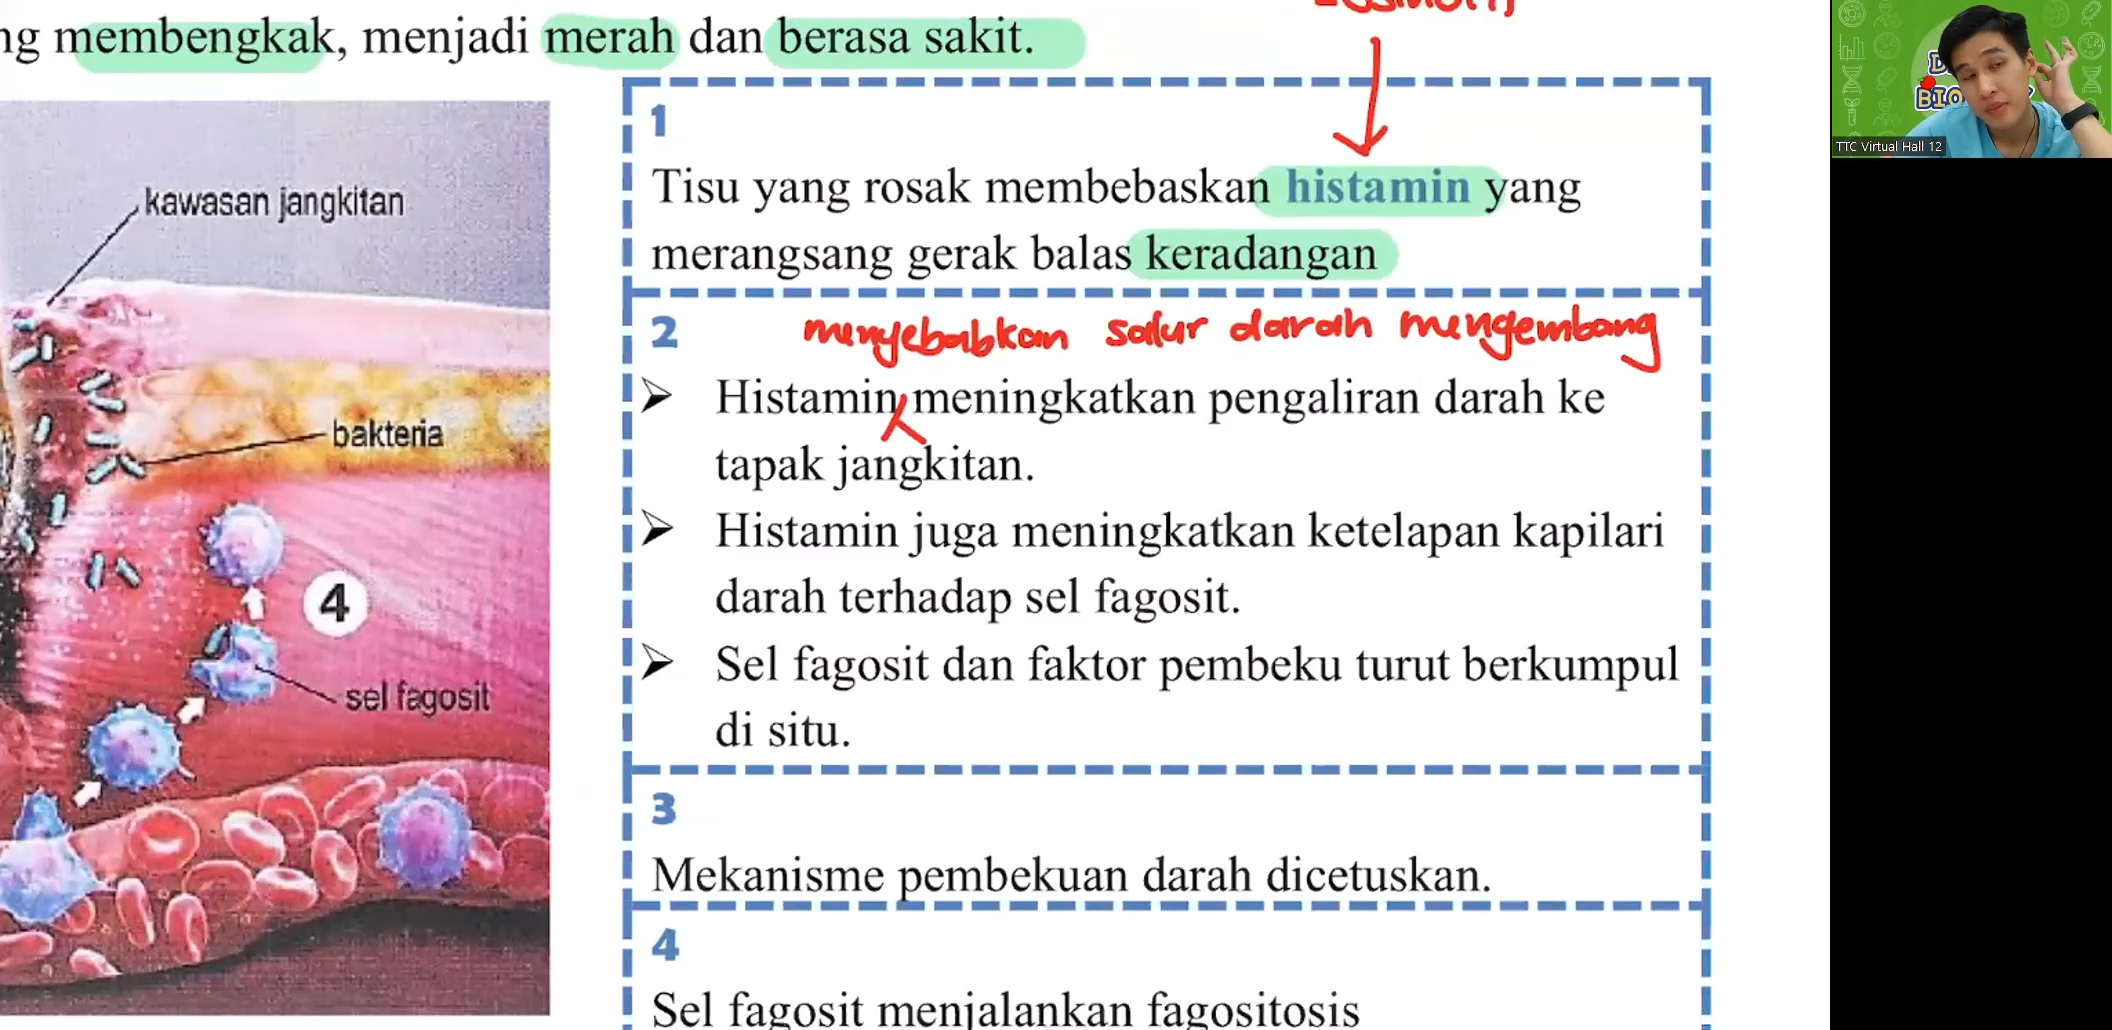 membengkak, menjadi merah dan berasa sakit.
kawasan jangkitan
bakteria
4
sel fagosit
1
Tisu yang rosak membebaskan histamin yang
merangsang gerak balas keradangan
2
menyebabkan salur darah mengembang
➢ Histamin meningkatkan pengaliran darah ke
tapak jangkitan.
➢ Histamin juga meningkatkan ketelapan kapilari
darah terhadap sel fagosit.
➢ Sel fagosit dan faktor pembeku turut berkumpul
di situ.
3
Mekanisme pembekuan darah dicetuskan.
4
Sel fagosit menjalankan fagositosis
TTC Virtual Hall 12